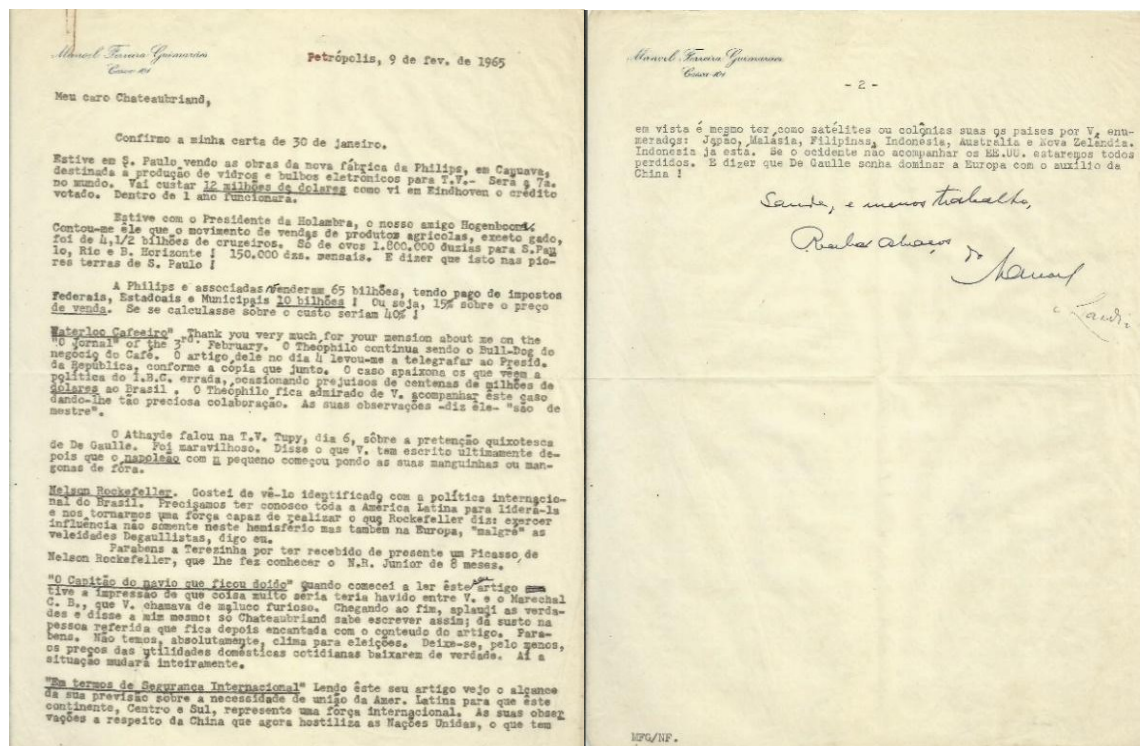 Manoel Ferreira Guimarães
Petrópolis, 9 de fev. de 1965
Meu caro Chateaubriand,
Confirmo a minha carta de 30 de janeiro.
Estive em S. Paulo vendo as obras da nova fábrica da Philips, em Capuava,
destinada a produção de vidros e bulbos eletrônicos para T.V.- Será a 7a.
no mundo. Vai custar 12 milhões de dolares como vi em Eindhoven o crédito
votado. Dentro de 1 ano funcionara.
Estive com o Presidente da Holambra, o nosso amigo Hogenboom.
Contou-me êle que o movimento de vendas de produtos agricolas, exceto gado,
foi de 4,1/2 bilhões de cruzeiros. Só de ovos 1.800.000 duzias para S.Pau
lo, Rio e B. Horizonte ! 150.000 dzs. mensais. E dizer que isto nas pio-
res terras de S. Paulo !
A Philips e associadas venderam 65 bilhões, tendo pago de impostos
Federais, Estadoais e Municipais 10 bilhões ! Ou seja, 15% sobre o preço
de venda. Se se calculasse sobre o custo seriam 40% !
Waterloo Cafeeiro" Thank you very much for your mension about me on the
"O Jornal" of the 3rd. February. O Theóphilo continua sendo o Bull-Dog do
negócio do Café. O artigo dele no dia 4 levou-me a telegrafar ao Presid.
da República, conforme a cópia que junto. O caso apaixona os que vêem a
política do I.B.C. errada, ocasionando prejuisos de centenas de milhões de
dolares ao Brasil . O Theóphilo fica admirado de V. acompanhar êste caso
dando-lhe tão preciosa colaboração. As suas observações -diz êle- "são de
mestre".
O Athayde falou na T.V. Tupy, dia 6, sôbre a pretenção quixotesca
de De Gaulle. Foi maravilhoso. Disse o que V. tem escrito ultimamente de-
pois que o napoleão com n pequeno começou pondo as suas manguinhas ou man-
gonas de fóra.
Nelson Rockefeller. Gostei de vê-lo identificado com a política internacio-
nal do Brasil. Precisamos ter conosco toda a América Latina para liderá-la
e nos tornarmos uma força capaz de realizar o que Rockefeller diz: exercer
influência não somente neste hemisfério mas também na Europa, "malgré" as
veleidades Degaullistas, digo eu.
Parabens a Terezinha por ter recebido de presente um Picasso de
Nelson Rockefeller, que lhe fez conhecer o N.R. Junior de 8 meses.
"O Capitão do navio que ficou doido" Quando comecei a ler êste seu artigo
tive a impressão de que coisa muito séria teria havido entre V. e o Marechal
C. B., que V. chamava de maluco furioso. Chegando ao fim, aplaudi as verda-
des e disse a mim mesmo: só Chateaubriand sabe escrever assim; dá susto na
pessoa referida que fica depois encantada com o conteudo do artigo. Para-
bens. Não temos, absolutamente, clima para eleições. Deixe-se, pelo menos,
os preços das utilidades domésticas cotidianas baixarem de verdade. Aí a
situação mudará inteiramente.
"Em termos de Segurança Internacional" Lendo êste seu artigo vejo o alcance
da sua previsão sobre a necessidade de união da Amer. Latina para que êste
continente, Centro e Sul, represente uma força internacional. As suas obser
vações a respeito da China que agora hostiliza as Nações Unidas, o que tem
Manoel Ferreira Guimarães
- 2 -
em vista é mesmo ter como satélites ou colônias suas os paises por V. enu-
merados: Japão, Malásia, Filipinas, Indonésia, Australia e Nova Zelândia.
Indonesia já está. Se o ocidente não acompanhar os EE.UU. estaremos todos
perdidos. E dizer que De Gaulle sonha dominar a Europa com o auxílio da
China !
Saude, e menos trabalho,
Receba abraços
do Manoel
MFG/NF.